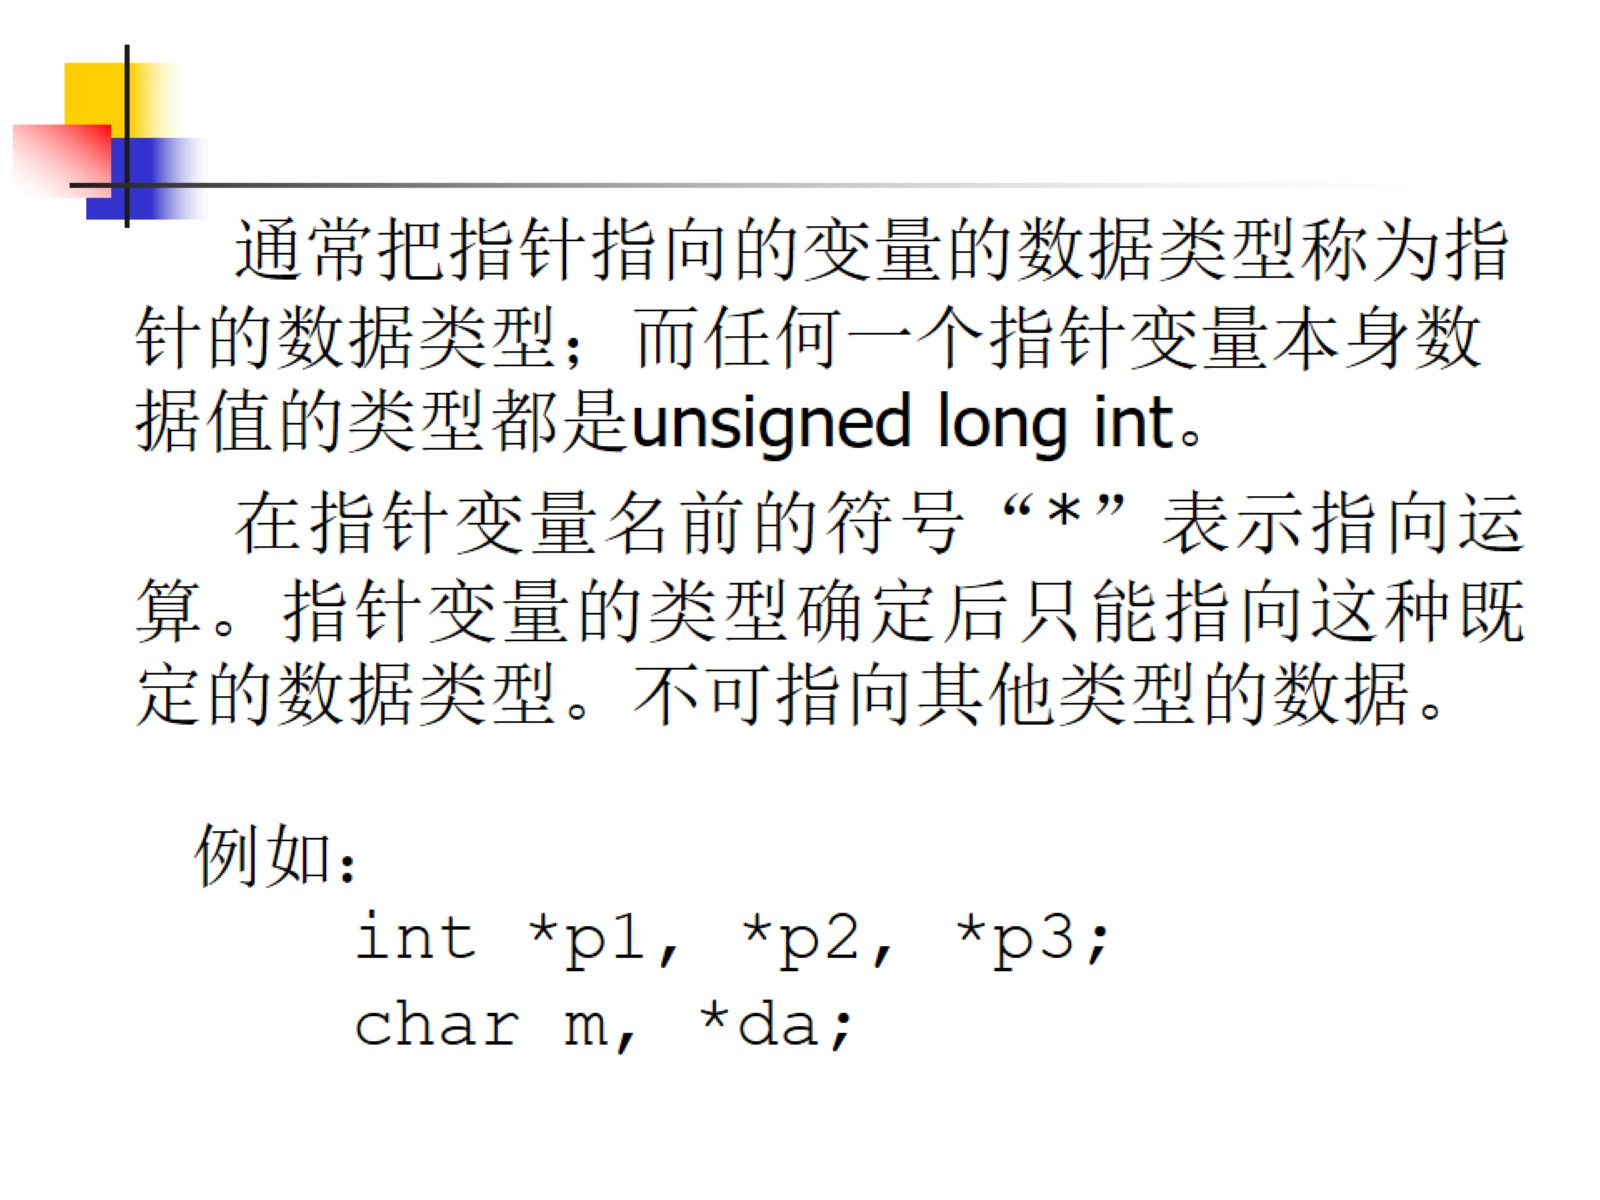 通常把指针指向的变量的数据类型称为指
针的数据类型；而任何一个指针变量本身数
据值的类型都是unsigned long int。
在指针变量名前的符号“*”表示指向运
算。指针变量的类型确定后只能指向这种既
定的数据类型。不可指向其他类型的数据。
例如：
int *p1, *p2, *p3;
char m, *da;